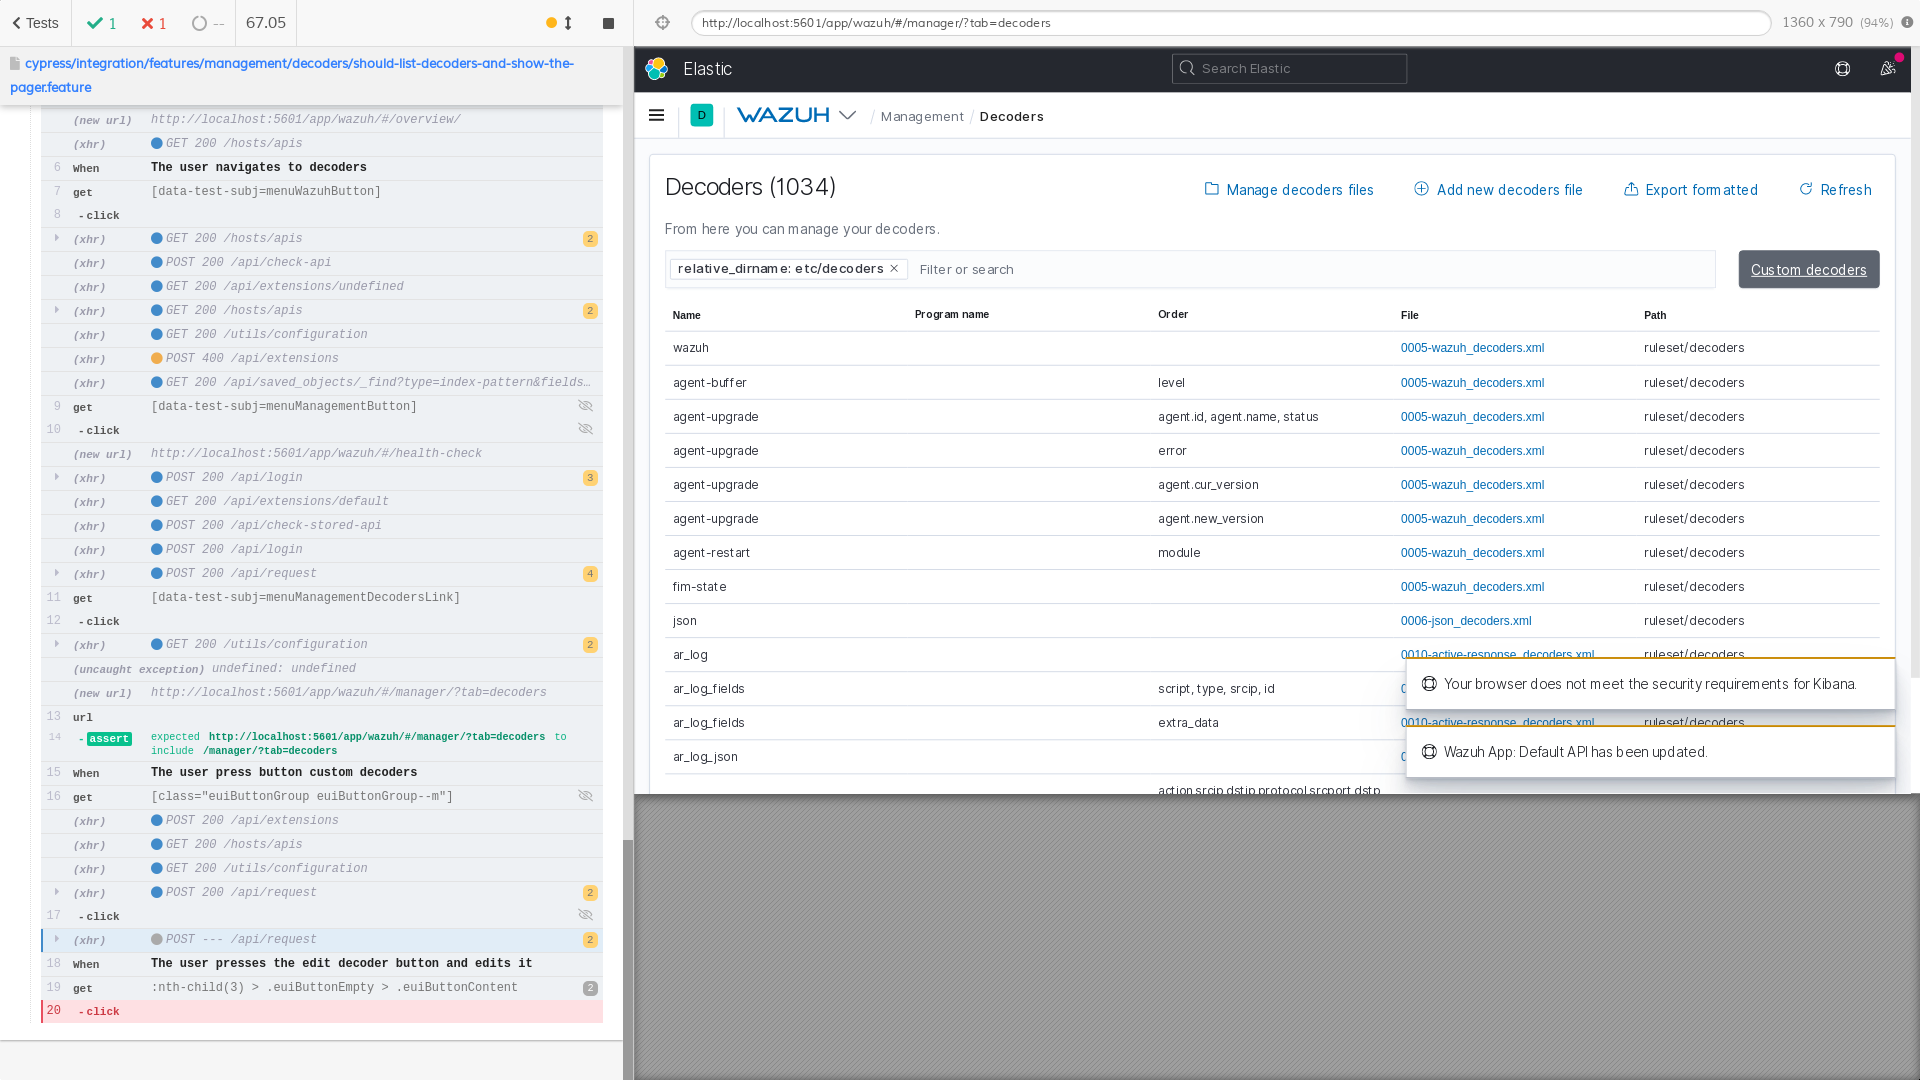 Tests
1
1
--
67.05
cypress/integration/features/management/decoders/should-list-decoders-and-show-the-
pager.feature
(new url) http://localhost:5601/app/wazuh/#/overview/
(xhr) GET 200 /hosts/apis
6 When The user navigates to decoders
7 get [data-test-subj=menuWazuhButton]
8 -click
(xhr) GET 200 /hosts/apis 2
(xhr) POST 200 /api/check-api
(xhr) GET 200 /api/extensions/undefined
(xhr) GET 200 /hosts/apis 2
(xhr) GET 200 /utils/configuration
(xhr) POST 400 /api/extensions
(xhr) GET 200 /api/saved_objects/_find?type=index-pattern&fields…
9 get [data-test-subj=menuManagementButton]
10 -click
(new url) http://localhost:5601/app/wazuh/#/health-check
(xhr) POST 200 /api/login 3
(xhr) GET 200 /api/extensions/default
(xhr) POST 200 /api/check-stored-api
(xhr) POST 200 /api/login
(xhr) POST 200 /api/request 4
11 get [data-test-subj=menuManagementDecodersLink]
12 -click
(xhr) GET 200 /utils/configuration 2
(uncaught exception) undefined: undefined
(new url) http://localhost:5601/app/wazuh/#/manager/?tab=decoders
13 url
14 -assert expected http://localhost:5601/app/wazuh/#/manager/?tab=decoders to
include /manager/?tab=decoders
15 When The user press button custom decoders
16 get [class="euiButtonGroup euiButtonGroup--m"]
(xhr) POST 200 /api/extensions
(xhr) GET 200 /hosts/apis
(xhr) GET 200 /utils/configuration
(xhr) POST 200 /api/request 2
17 -click
(xhr) POST --- /api/request 2
18 When The user presses the edit decoder button and edits it
19 get :nth-child(3) > .euiButtonEmpty > .euiButtonContent 2
20 -click
http://localhost:5601/app/wazuh/#/manager/?tab=decoders
1360 x 790 (94%)
Elastic
Search Elastic
D
WAZUH
/ Management / Decoders
Decoders (1034)
Manage decoders files
Add new decoders file
Export formatted
Refresh
From here you can manage your decoders.
relative_dirname: etc/decoders
Filter or search
Custom decoders
Name Program name Order File Path
wazuh 0005-wazuh_decoders.xml ruleset/decoders
agent-buffer level 0005-wazuh_decoders.xml ruleset/decoders
agent-upgrade agent.id, agent.name, status 0005-wazuh_decoders.xml ruleset/decoders
agent-upgrade error 0005-wazuh_decoders.xml ruleset/decoders
agent-upgrade agent.cur_version 0005-wazuh_decoders.xml ruleset/decoders
agent-upgrade agent.new_version 0005-wazuh_decoders.xml ruleset/decoders
agent-restart module 0005-wazuh_decoders.xml ruleset/decoders
fim-state 0005-wazuh_decoders.xml ruleset/decoders
json 0006-json_decoders.xml ruleset/decoders
ar_log 0010-active-response_decoders.xml ruleset/decoders
ar_log_fields script, type, srcip, id
Your browser does not meet the security requirements for Kibana.
ar_log_fields extra_data 0010-active-response_decoders.xml ruleset/decoders
ar_log_json
Wazuh App: Default API has been updated.
action srcip dstip protocol srcport dstp